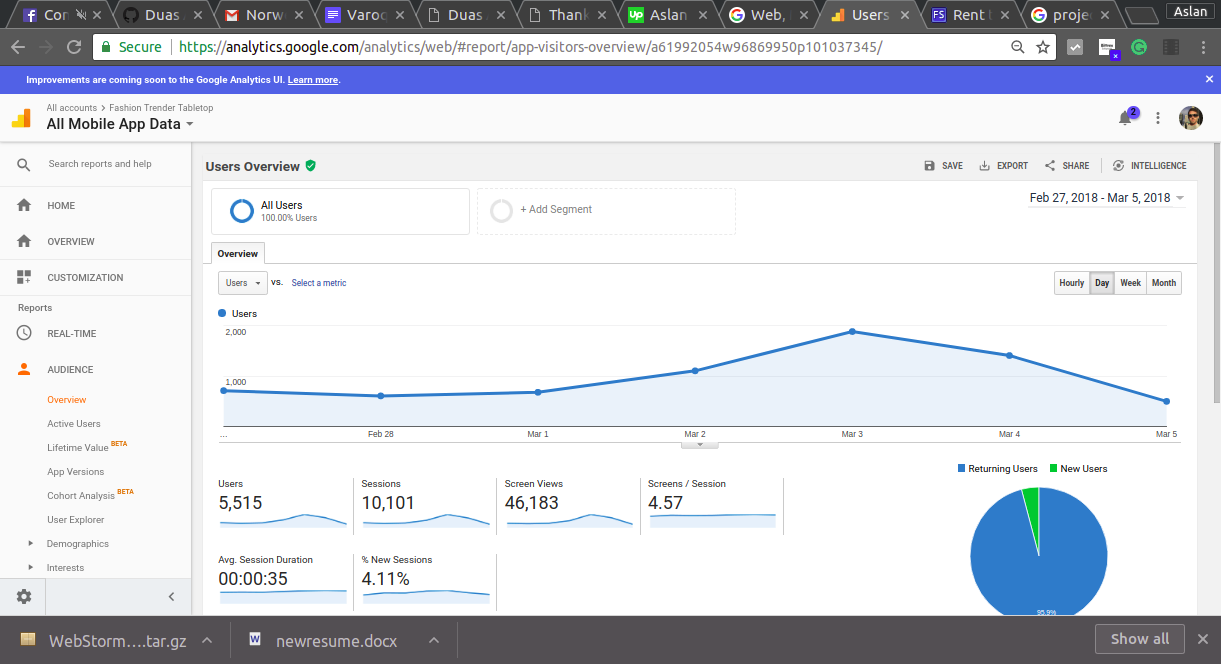 Con
Duas
Norw
Varoq
Duas
Thank
Up Aslan
Web,
Users
FS Rent
proje
Aslan
Secure
https://analytics.google.com/analytics/web/#report/app-visitors-overview/a61992054w96869950p101037345/
Improvements are coming soon to the Google Analytics UI. Learn more.
All accounts > Fashion Trender Tabletop
All Mobile App Data
2
Search reports and help
HOME
OVERVIEW
CUSTOMIZATION
Reports
REAL-TIME
AUDIENCE
Overview
Active Users
Lifetime Value BETA
App Versions
Cohort Analysis BETA
User Explorer
Demographics
Interests
Users Overview
SAVE
EXPORT
SHARE
INTELLIGENCE
All Users
100.00% Users
+ Add Segment
Feb 27, 2018 - Mar 5, 2018
Overview
Users
VS.
Select a metric
Hourly
Day
Week
Month
Users
2,000
1,000
...
Feb 28
Mar 1
Mar 2
Mar 3
Mar 4
Mar 5
Returning Users
New Users
Users
5,515
Sessions
10,101
Screen Views
46,183
Screens / Session
4.57
Avg. Session Duration
00:00:35
% New Sessions
4.11%
95.9%
WebStorm....tar.gz
newresume.docx
Show all